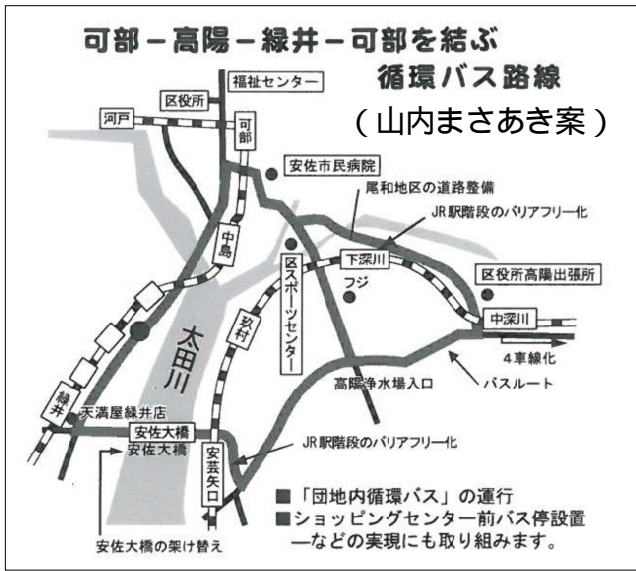 可部－高陽－緑井－可部を結ぶ
循環バス路線
（山内まさあき案）
福祉センター
区役所
河戸
可部
安佐市民病院
尾和地区の道路整備
JR駅階段のバリアフリー化
中島
区スポーツセンター
下深川
フジ
区役所高陽出張所
中深川
4車線化
バスルート
玖村
太田川
高陽浄水場入口
緑井
天満屋緑井店
安佐大橋
安佐大橋
JR駅階段のバリアフリー化
安芸矢口
安佐大橋の架け替え
■「団地内循環バス」の運行
■ショッピングセンター前バス停設置
―などの実現にも取り組みます。